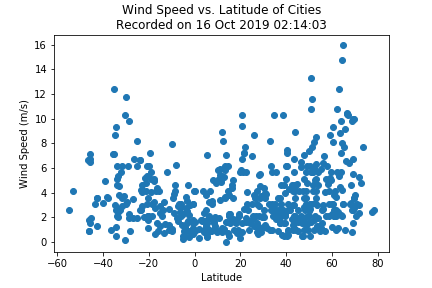 Wind Speed vs. Latitude of Cities
Recorded on 16 Oct 2019 02:14:03
Wind Speed (m/s)
16
14
12
10
8
6
4
2
0
−60 −40 −20 0 20 40 60 80
Latitude